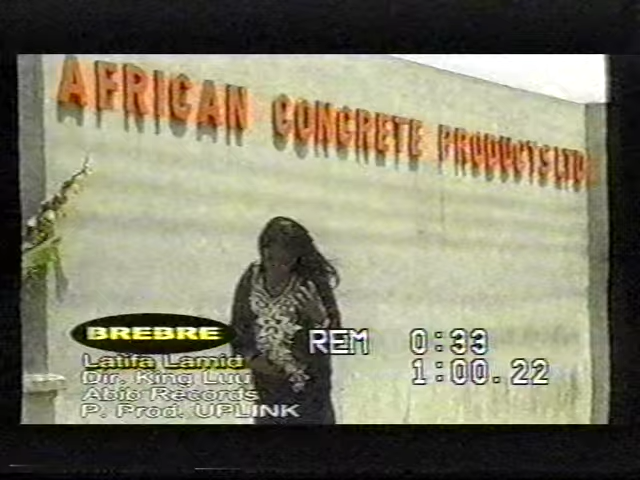 AFRICAN CONCRETE PRODUCTS LTD
BREBRE
Latifa Lamid
Dir. King Luu
Abib Records
P. Prod. UPLINK
REM 0:33
1:00.22